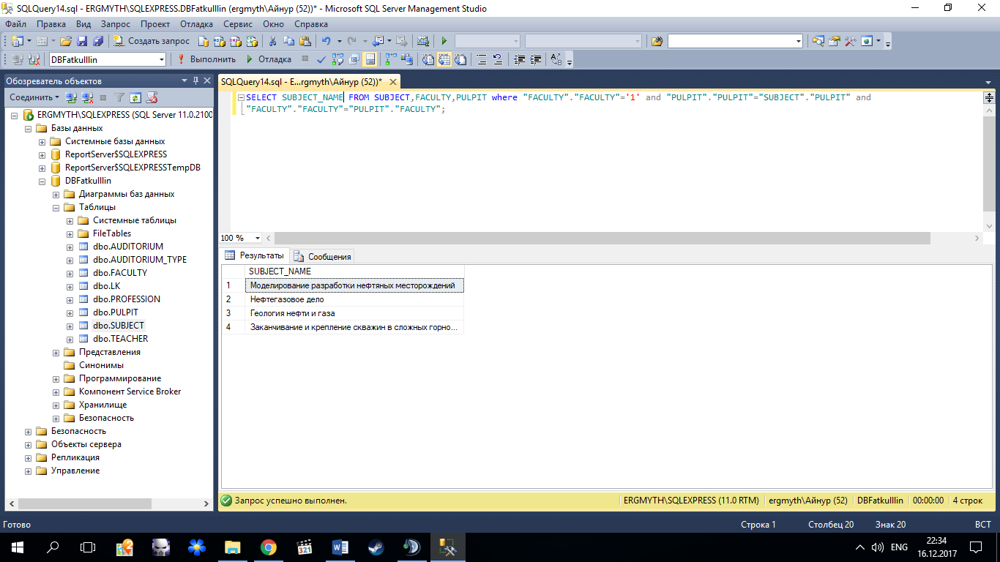 SQLQuery14.sql - ERGMYTH\SQLEXPRESS.DBFatkulllin (ergmyth\Айнур (52))* - Microsoft SQL Server Management Studio
Файл Правка Вид Запрос Проект Отладка Сервис Окно Справка
Создать запрос
DBFatkulllin Выполнить Отладка
Обозреватель объектов
SQLQuery14.sql - E...rgmyth\Айнур (52))*
Соединить
SELECT SUBJECT_NAME FROM SUBJECT,FACULTY,PULPIT where "FACULTY"."FACULTY"='1' and "PULPIT"."PULPIT"="SUBJECT"."PULPIT" and
"FACULTY"."FACULTY"="PULPIT"."FACULTY";
ERGMYTH\SQLEXPRESS (SQL Server 11.0.2100
Базы данных
Системные базы данных
ReportServer$SQLEXPRESS
ReportServer$SQLEXPRESSTempDB
DBFatkulllin
Диаграммы баз данных
Таблицы
Системные таблицы
FileTables
dbo.AUDITORIUM
dbo.AUDITORIUM_TYPE
dbo.FACULTY
dbo.LK
dbo.PROFESSION
dbo.PULPIT
dbo.SUBJECT
dbo.TEACHER
Представления
Синонимы
Программирование
Компонент Service Broker
Хранилище
Безопасность
Безопасность
Объекты сервера
Репликация
Управление
100 %
Результаты Сообщения
SUBJECT_NAME
1 Моделирование разработки нефтяных месторождений
2 Нефтегазовое дело
3 Геология нефти и газа
4 Заканчивание и крепление скважин в сложных горно...
Запрос успешно выполнен. ERGMYTH\SQLEXPRESS (11.0 RTM) ergmyth\Айнур (52) DBFatkulllin 00:00:00 4 строк
Готово Строка 1 Столбец 20 Знак 20 ВСТ
321
ENG
22:34
16.12.2017